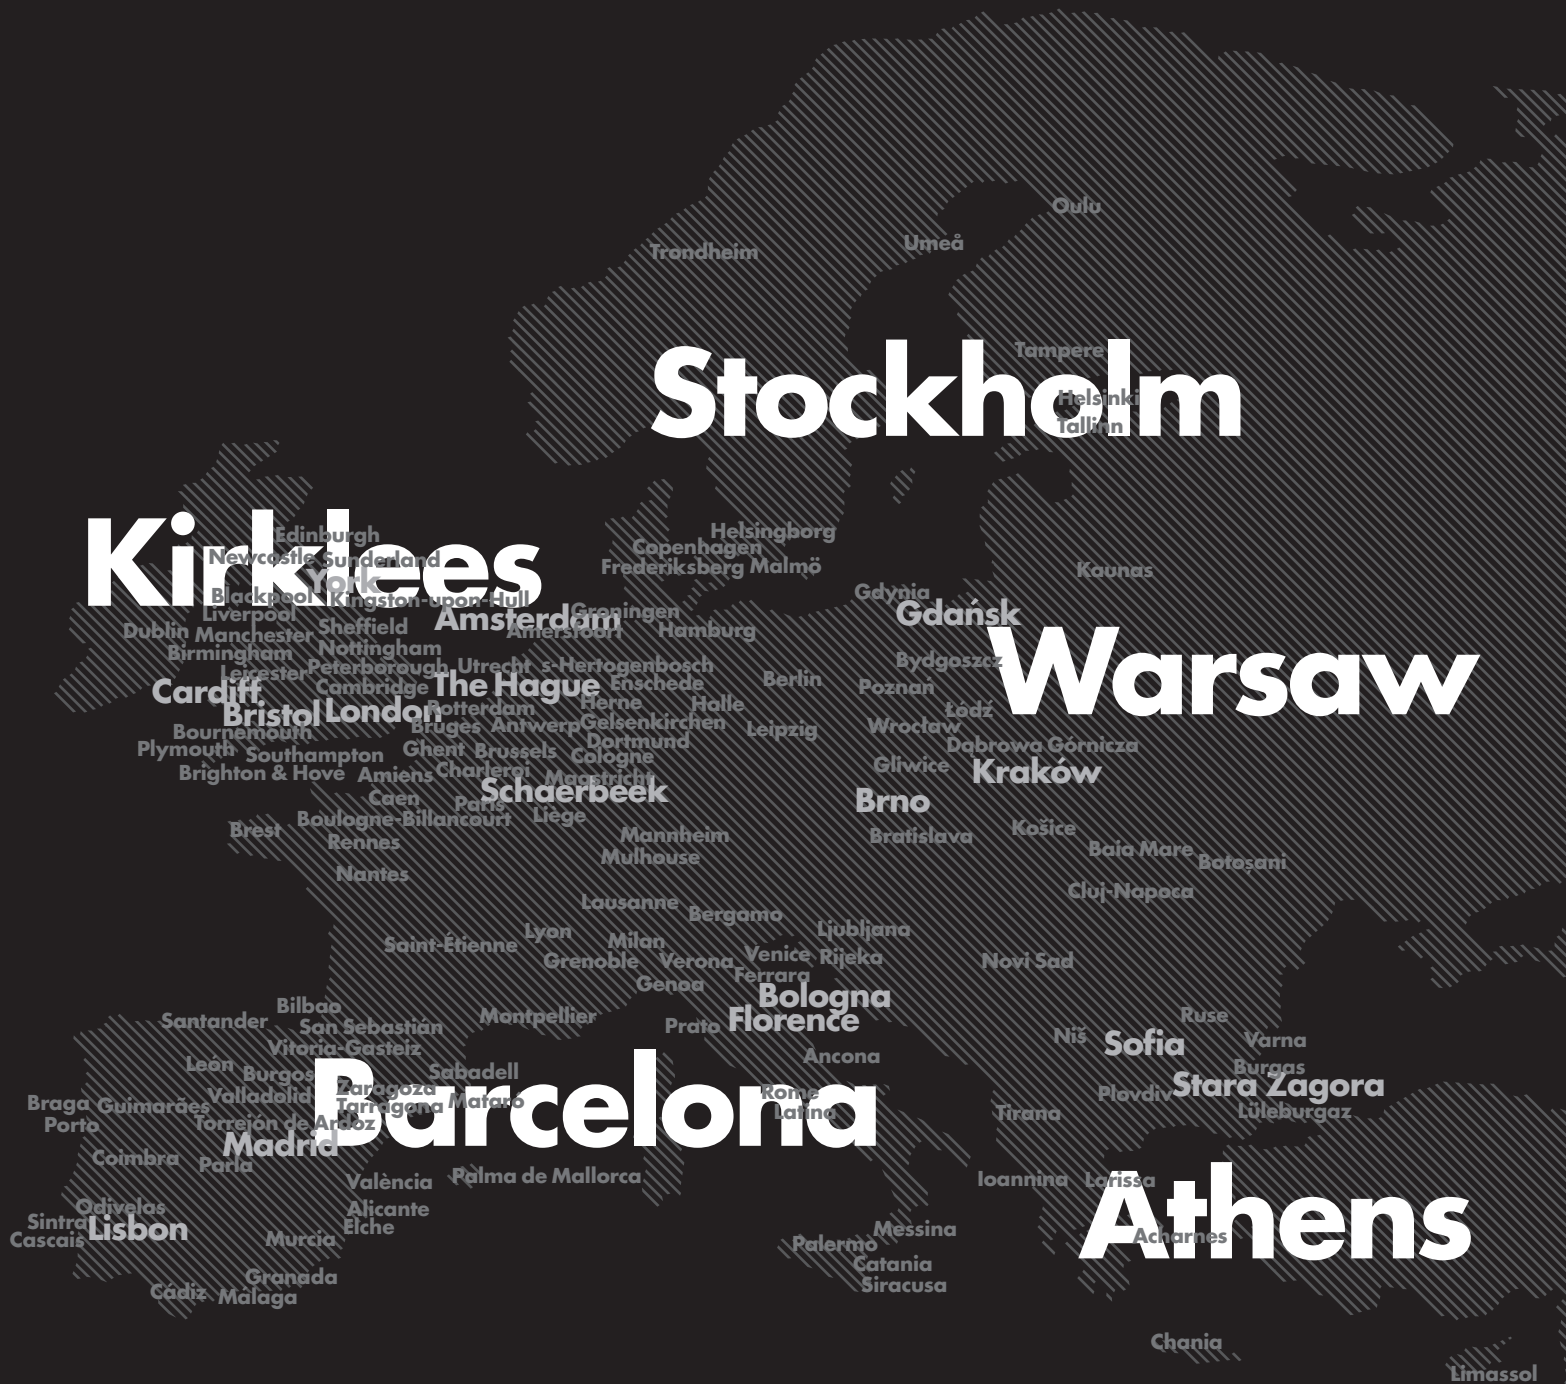 Oulu
Umeå
Trondheim
Tampere
Stockholm
Helsinki
Tallinn
Helsingborg
Edinburgh
Copenhagen
Newcastle
Sunderland
Kirklees
Frederiksberg
Malmö
Kaunas
York
Gdynia
Blackpool
Kingston-upon-Hull
Liverpool
Groningen
Gdańsk
Amsterdam
Dublin
Manchester
Sheffield
Amersfoort
Hamburg
Birmingham
Nottingham
Bydgoszcz
Leicester
Peterborough
Utrecht
s-Hertogenbosch
Warsaw
Cardiff
Cambridge
The Hague
Enschede
Berlin
Poznań
Bristol
London
Rotterdam
Herne
Halle
Łódź
Bournemouth
Bruges
Antwerp
Gelsenkirchen
Leipzig
Wrocław
Plymouth
Southampton
Ghent
Brussels
Dortmund
Cologne
Dąbrowa Górnicza
Brighton & Hove
Amiens
Charleroi
Maastricht
Gliwice
Kraków
Caen
Paris
Schaerbeek
Brno
Boulogne-Billancourt
Liège
Brest
Rennes
Mannheim
Bratislava
Košice
Mulhouse
Baia Mare
Botoșani
Nantes
Cluj-Napoca
Lausanne
Bergamo
Lyon
Ljubljana
Saint-Étienne
Milan
Venice
Rijeka
Grenoble
Verona
Novi Sad
Ferrara
Genoa
Bologna
Bilbao
Santander
San Sebastián
Montpellier
Prato
Florence
Ruse
Niš
Sofia
Varna
Vitoria-Gasteiz
Ancona
León
Burgos
Sabadell
Burgas
Zaragoza
Stara Zagora
Valladolid
Barcelona
Mataró
Rome
Plovdiv
Braga
Guimarães
Tarragona
Latina
Tirana
Lüleburgaz
Porto
Torrejón de Ardoz
Madrid
Coimbra
Parla
València
Palma de Mallorca
Ioannina
Larissa
Odivelas
Alicante
Athens
Sintra
Lisbon
Elche
Cascais
Murcia
Messina
Acharnes
Palermo
Catania
Granada
Siracusa
Cádiz
Málaga
Chania
Limassol